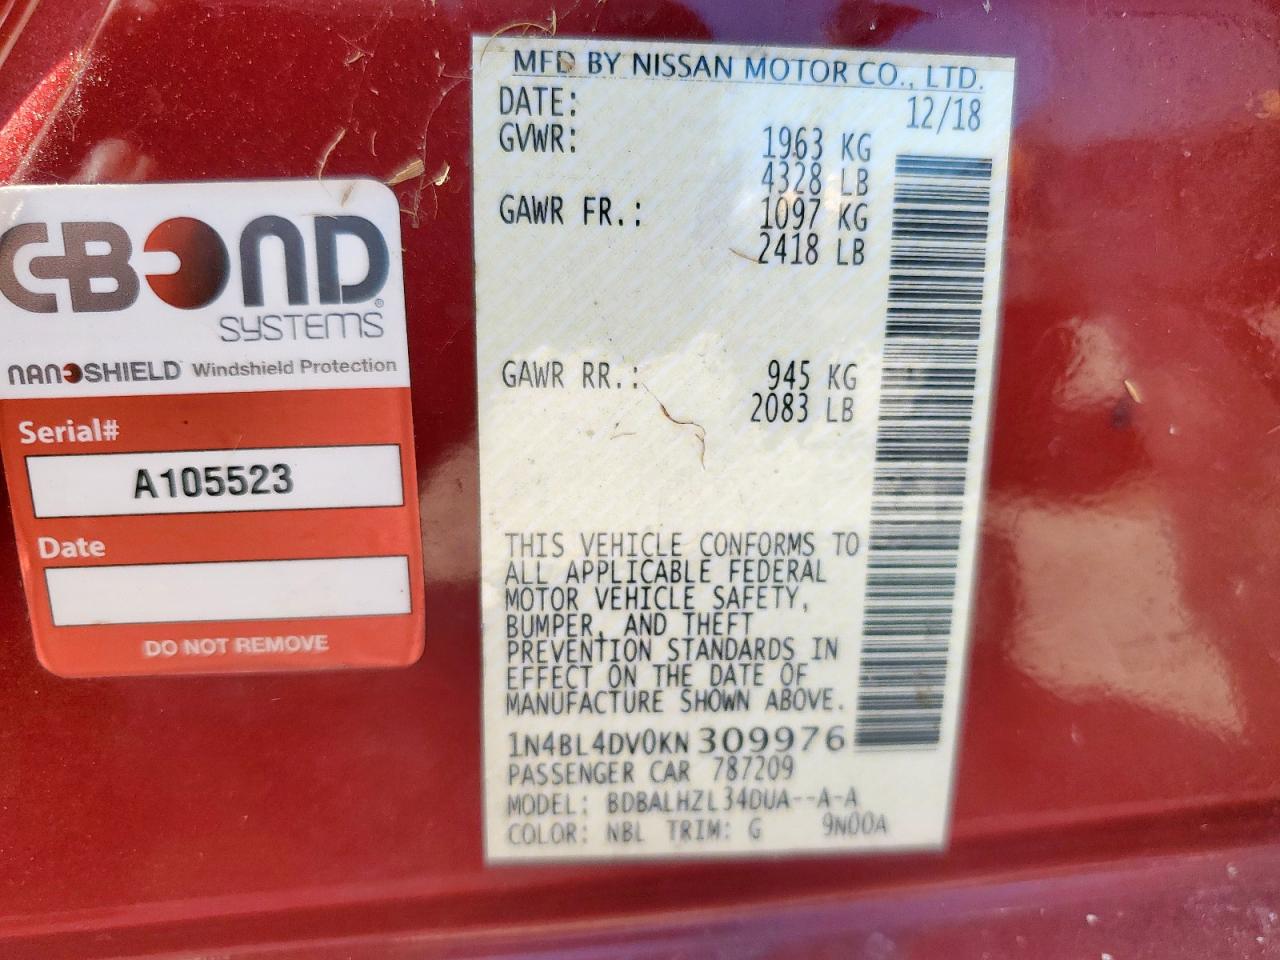 C-BOND
SYSTEMS
NANOSHIELD Windshield Protection
Serial#
A105523
Date
DO NOT REMOVE
MFD BY NISSAN MOTOR CO., LTD.
DATE: 12/18
GVWR: 1963 KG
4328 LB
GAWR FR.: 1097 KG
2418 LB
GAWR RR.: 945 KG
2083 LB
THIS VEHICLE CONFORMS TO
ALL APPLICABLE FEDERAL
MOTOR VEHICLE SAFETY,
BUMPER, AND THEFT
PREVENTION STANDARDS IN
EFFECT ON THE DATE OF
MANUFACTURE SHOWN ABOVE.
1N4BL4DV0KN309976
PASSENGER CAR 787209
MODEL: BDBALHZL34DUA--A-A
COLOR: NBL TRIM: G 9N00A